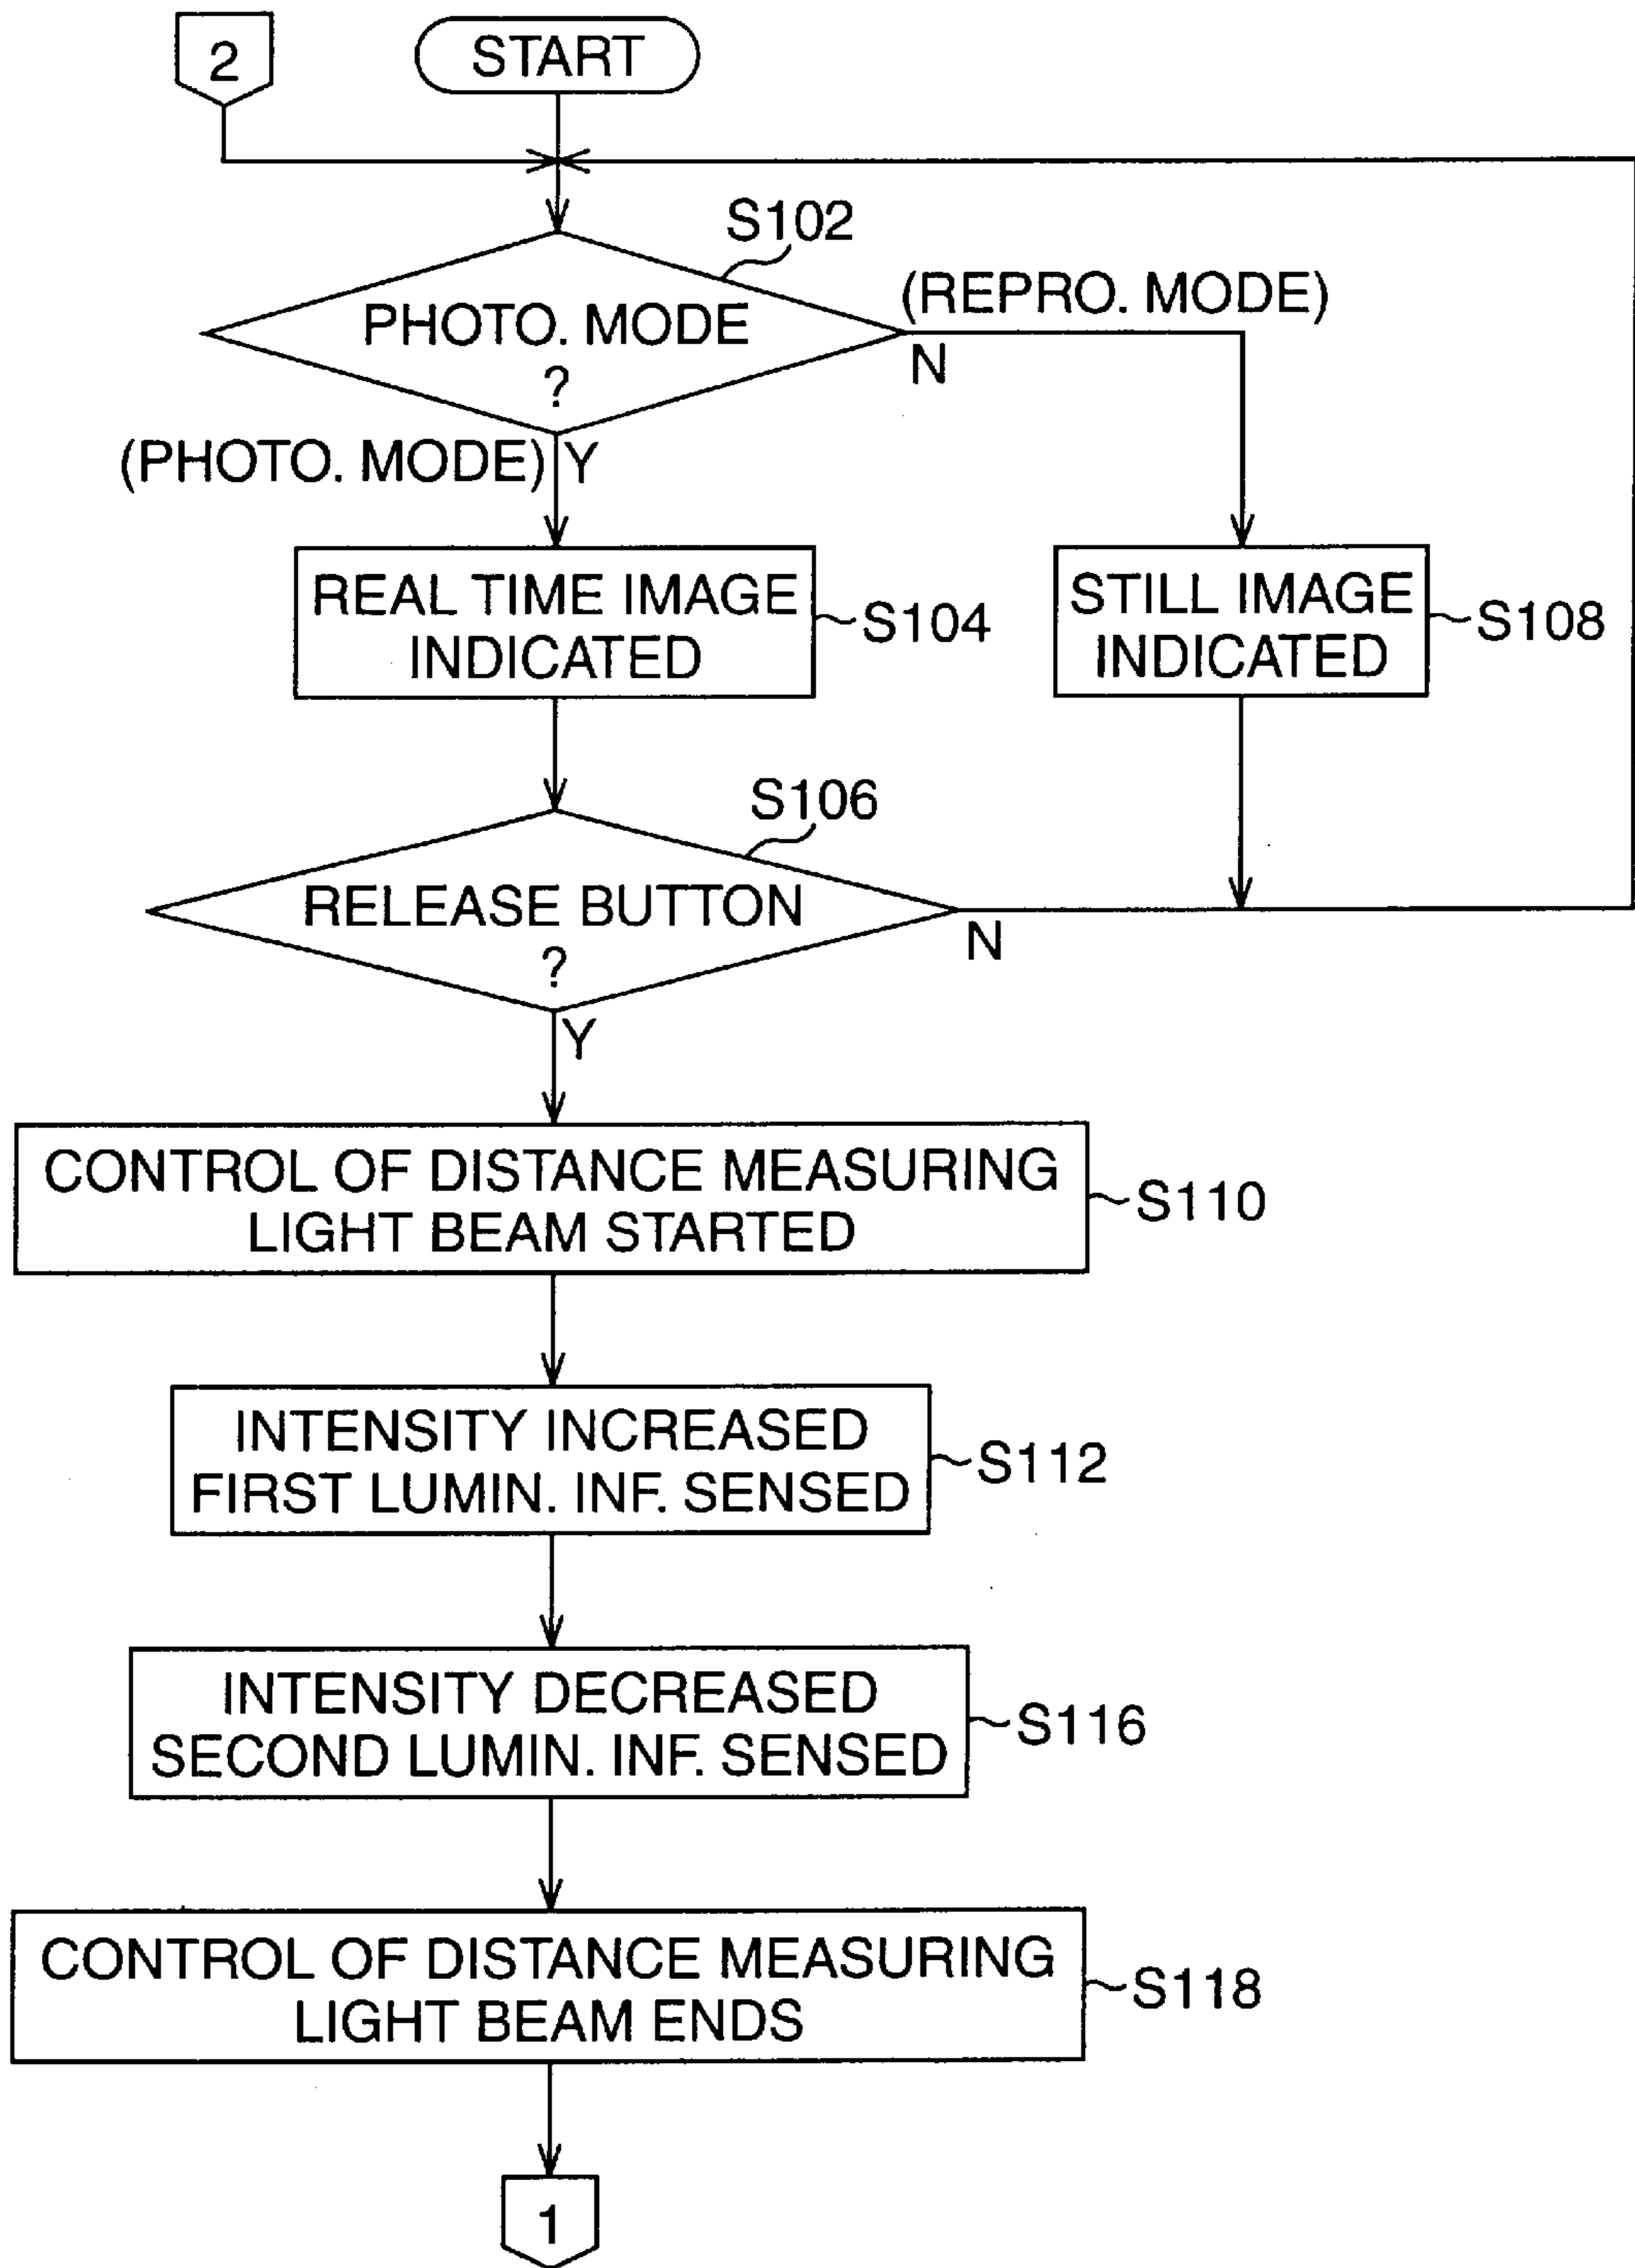 2
START
S102
PHOTO. MODE
?
(REPRO. MODE)
N
(PHOTO. MODE) Y
REAL TIME IMAGE
INDICATED
S104
STILL IMAGE
INDICATED
S108
S106
RELEASE BUTTON
?
N
Y
CONTROL OF DISTANCE MEASURING
LIGHT BEAM STARTED
S110
INTENSITY INCREASED
FIRST LUMIN. INF. SENSED
S112
INTENSITY DECREASED
SECOND LUMIN. INF. SENSED
S116
CONTROL OF DISTANCE MEASURING
LIGHT BEAM ENDS
S118
1